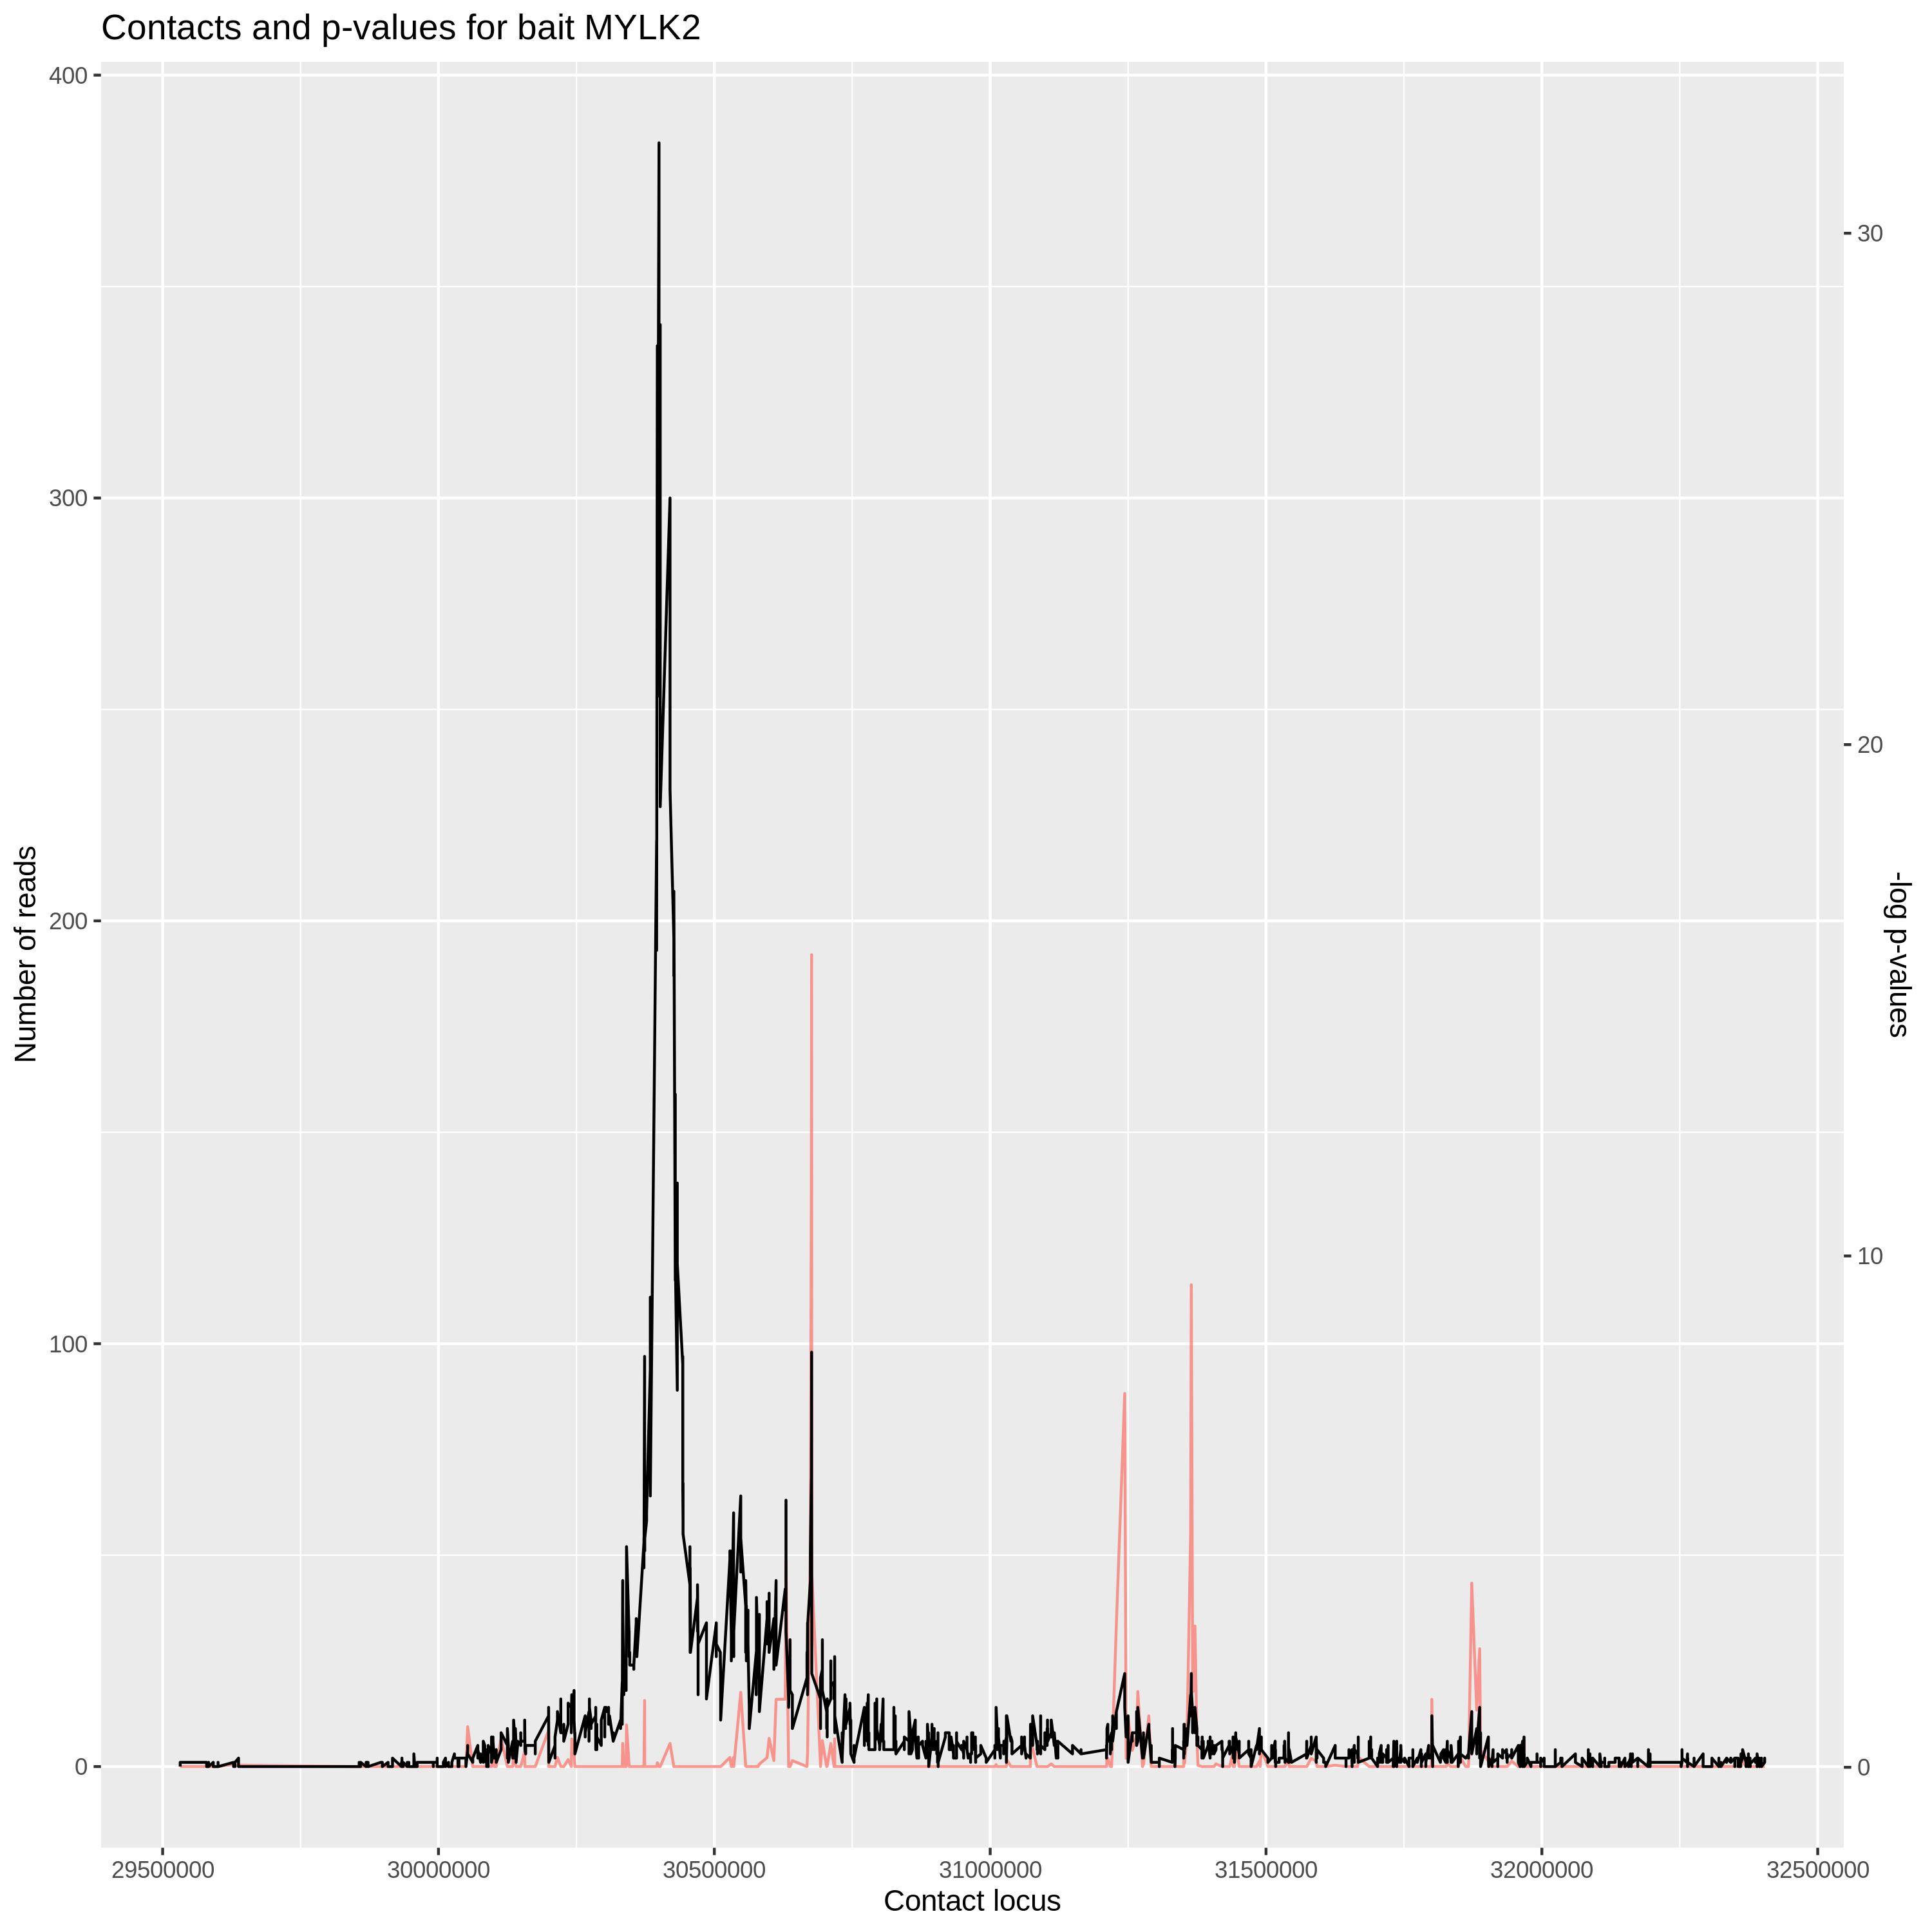 Contacts and p-values for bait MYLK2
400
300
200
100
0
30
20
10
0
Number of reads
-log p-values
29500000 30000000 30500000 31000000 31500000 32000000 32500000
Contact locus